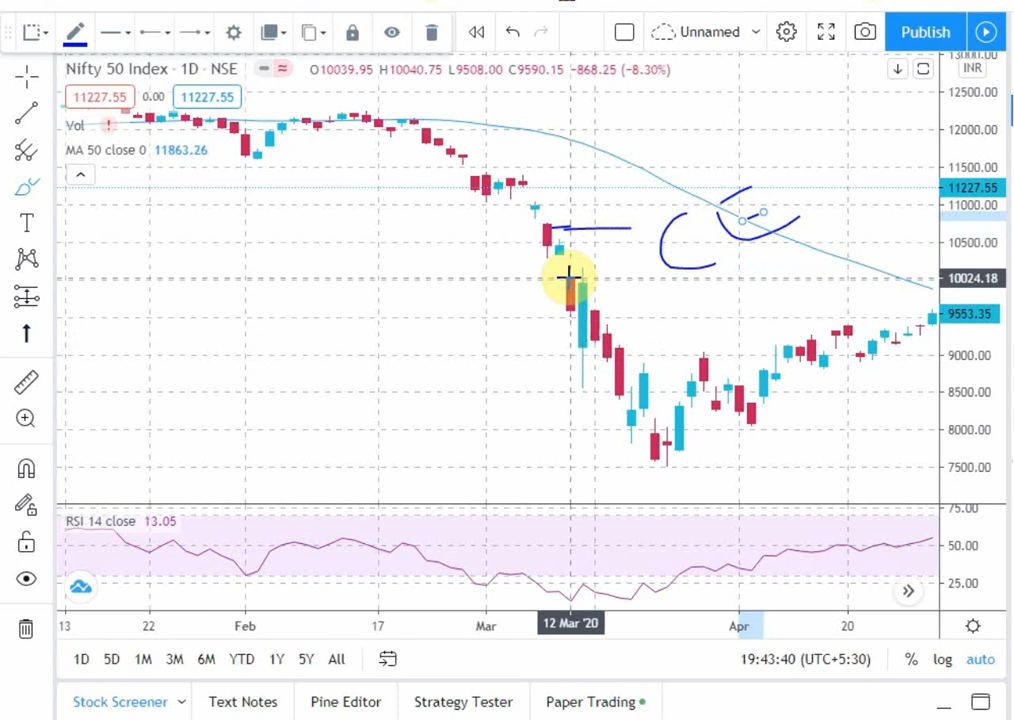 Unnamed
Publish
Nifty 50 Index · 1D · NSE O10039.95 H10040.75 L9508.00 C9590.15 -868.25 (-8.30%)
INR
11227.55 0.00 11227.55
Vol
MA 50 close 0 11863.26
13000.00
12500.00
12000.00
11500.00
11227.55
11000.00
10500.00
10024.18
9553.35
9000.00
8500.00
8000.00
7500.00
RSI 14 close 13.05
75.00
50.00
25.00
13 22 Feb 17 Mar 12 Mar '20 Apr 20
1D 5D 1M 3M 6M YTD 1Y 5Y All 19:43:40 (UTC+5:30) % log auto
Stock Screener Text Notes Pine Editor Strategy Tester Paper Trading